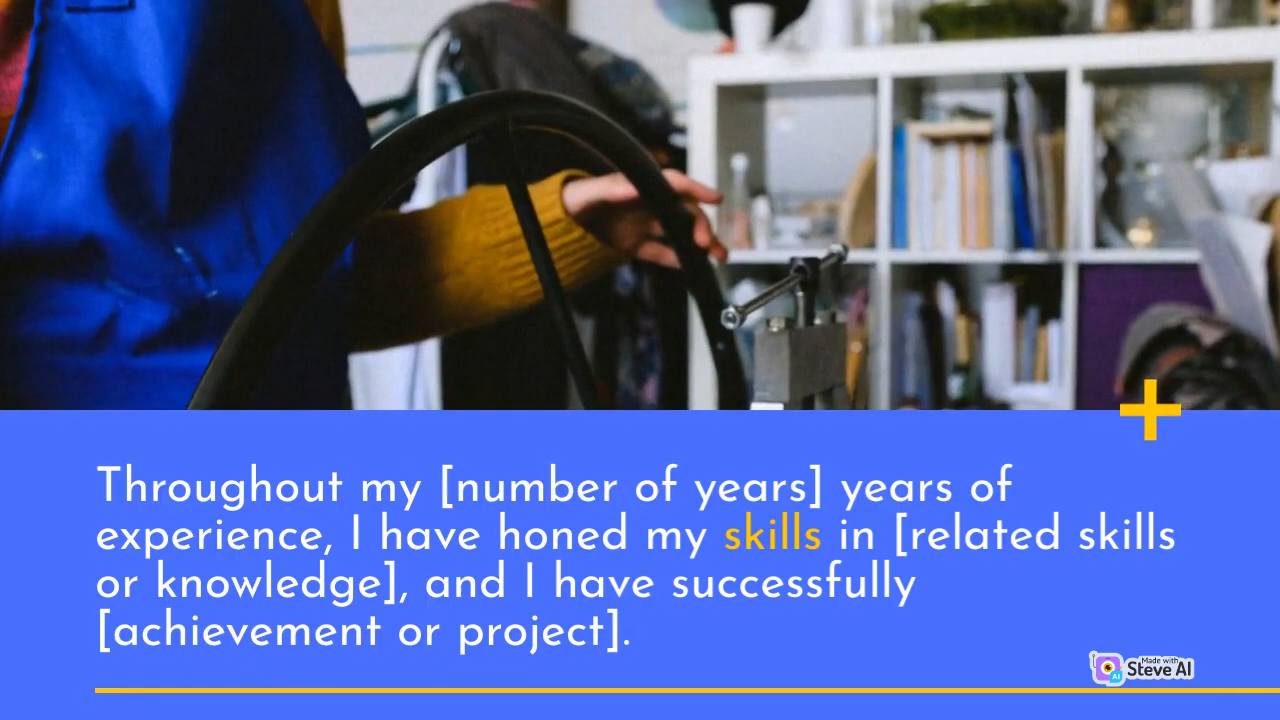 Throughout my [number of years] years of
experience, I have honed my skills in [related skills
or knowledge], and I have successfully
[achievement or project].
Made with
Steve AI
AI